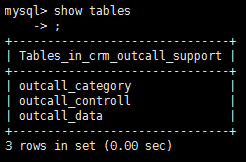 mysql> show tables
    -> ;
+-----------------------------+
| Tables_in_crm_outcall_support |
+-----------------------------+
| outcall_category
| outcall_controll
| outcall_data
+-----------------------------+
3 rows in set (0.00 sec)